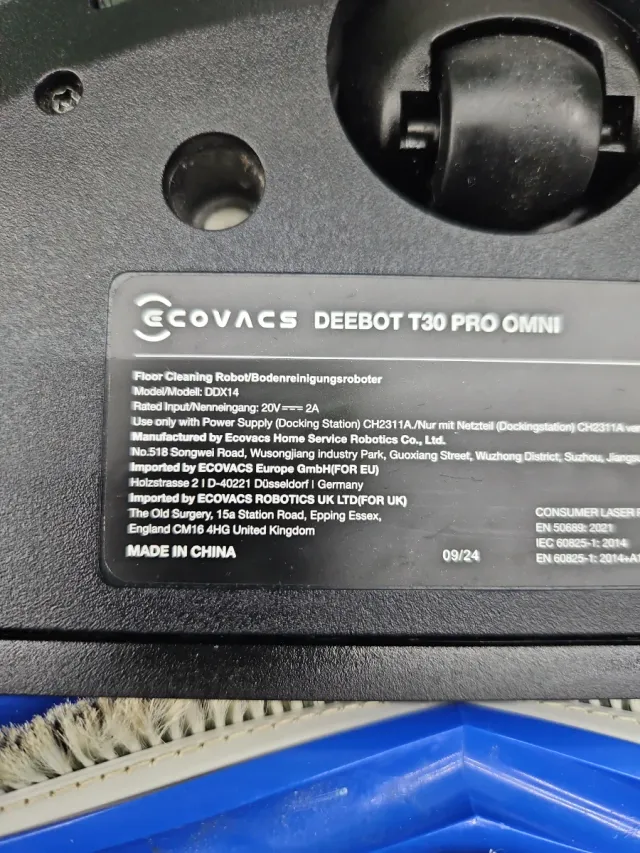 ECOVACS DEEBOT T30 PRO OMNI
Floor Cleaning Robot/Bodenreinigungsroboter
Model/Modell: DDX14
Rated Input/Nenneingang: 20V⎓2A
Use only with Power Supply (Docking Station) CH2311A./Nur mit Netzteil (Dockingstation) CH2311A
Manufactured by Ecovacs Home Service Robotics Co., Ltd.
No.518 Songwei Road, Wusongjiang Industry Park, Guoxiang Street, Wuzhong District, Suzhou, Jiangsu
Imported by ECOVACS Europe GmbH(FOR EU)
Holzstrasse 2 I D-40221 Düsseldorf I Germany
Imported by ECOVACS ROBOTICS UK LTD(FOR UK)
The Old Surgery, 15a Station Road, Epping Essex,
England CM16 4HG United Kingdom
MADE IN CHINA
09/24
CONSUMER LASER
EN 50689: 2021
IEC 60825-1: 2014
EN 60825-1: 2014+A1